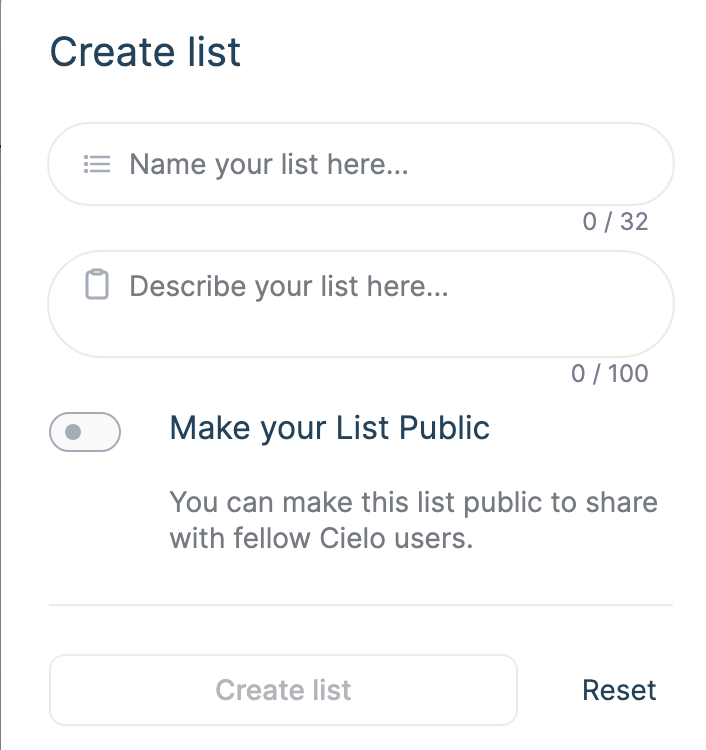 Create list
Name your list here...
0 / 32
Describe your list here...
0 / 100
Make your List Public
You can make this list public to share
with fellow Cielo users.
Create list
Reset